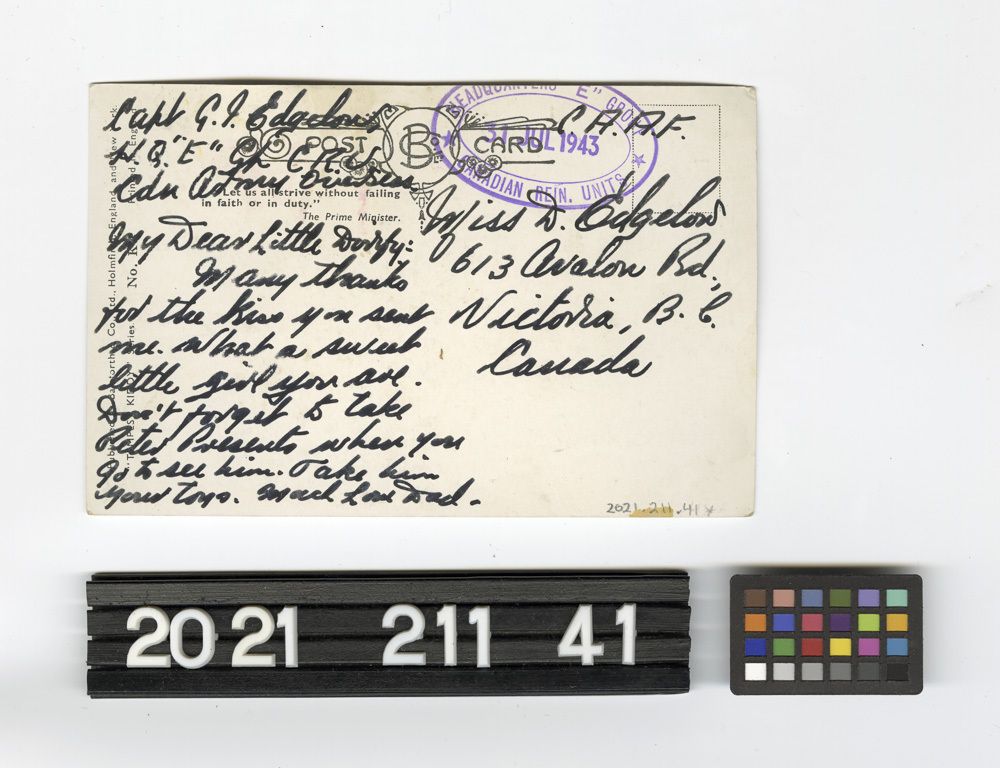 Capt G.I. Edgelow
H.Q. "E" Gp. C.R.U.
Cdn Army Overseas
C.A.P.F.
POST B CARD
HEADQUARTERS "E" GROUP
31 JUL 1943
CANADIAN REIN. UNITS
"Let us all strive without failing
in faith or in duty."
The Prime Minister.
Miss D. Edgelow
613 Avalon Rd.,
Victoria, B.C.
Canada
My Dear Little
Many thanks
for the kiss you sent
me. What a sweet
little girl you are.
Don't forget to take
Peter Presents when you
go to see him. Take him
your toys. Much Love Dad.
2021.211.41
2021 211 41